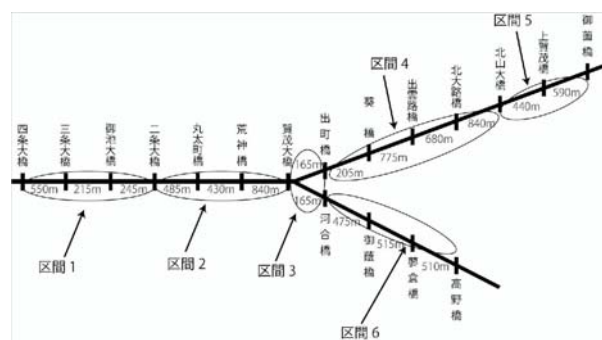 区間5
御薗橋
上賀茂橋
北山大橋
区間4
北大路橋
出雲路橋
葵橋
出町橋
590m
440m
840m
680m
775m
205m
165m
四条大橋
三条大橋
御池大橋
二条大橋
丸太町橋
荒神橋
賀茂大橋
550m
215m
245m
485m
430m
840m
165m
河合橋
475m
御蔭橋
515m
蓼倉橋
510m
高野橋
区間1
区間2
区間3
区間6